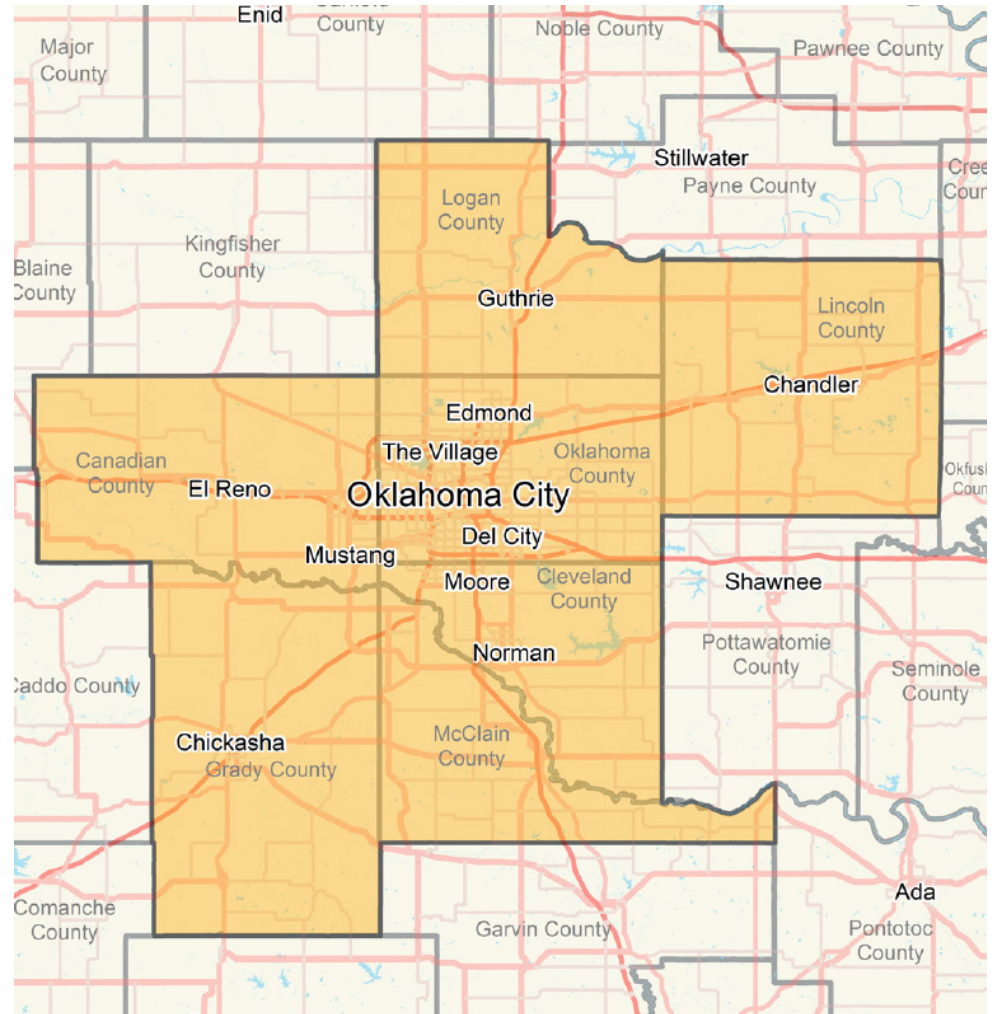 Enid
County
Noble County
Major
County
Pawnee County
Stillwater
Payne County
Logan
County
Kingfisher
County
Blaine
County
Guthrie
Lincoln
County
Chandler
Edmond
The Village
Oklahoma
County
Canadian
County
El Reno
Oklahoma City
Del City
Mustang
Moore
Cleveland
County
Shawnee
Norman
Pottawatomie
County
Seminole
County
Caddo County
McClain
County
Chickasha
Grady County
Ada
Comanche
County
Garvin County
Pontotoc
County